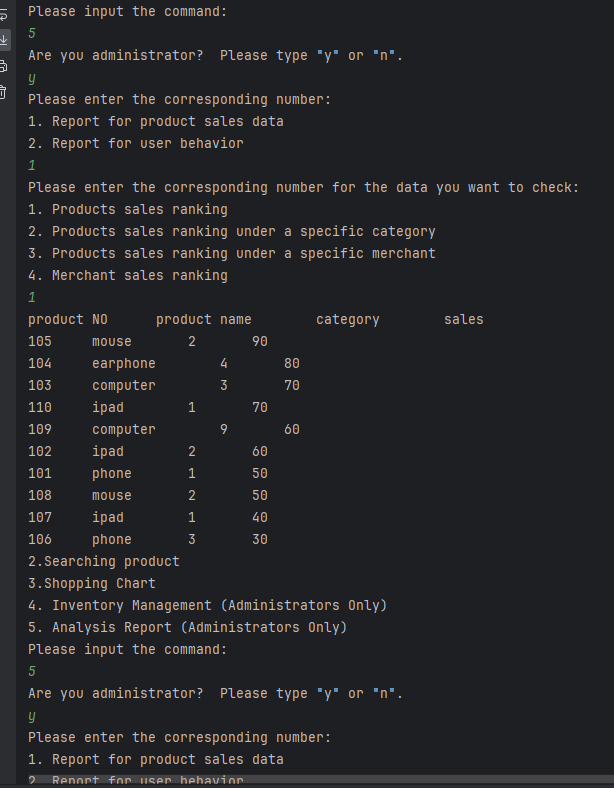 Please input the command:
5
Are you administrator?  Please type "y" or "n".
y
Please enter the corresponding number:
1. Report for product sales data
2. Report for user behavior
1
Please enter the corresponding number for the data you want to check:
1. Products sales ranking
2. Products sales ranking under a specific category
3. Products sales ranking under a specific merchant
4. Merchant sales ranking
1
product NO      product name        category        sales
105     mouse       2       90
104     earphone        4       80
103     computer        3       70
110     ipad        1       70
109     computer        9       60
102     ipad        2       60
101     phone       1       50
108     mouse       2       50
107     ipad        1       40
106     phone       3       30
2.Searching product
3.Shopping Chart
4. Inventory Management (Administrators Only)
5. Analysis Report (Administrators Only)
Please input the command:
5
Are you administrator?  Please type "y" or "n".
y
Please enter the corresponding number:
1. Report for product sales data
2. Report for user behavior